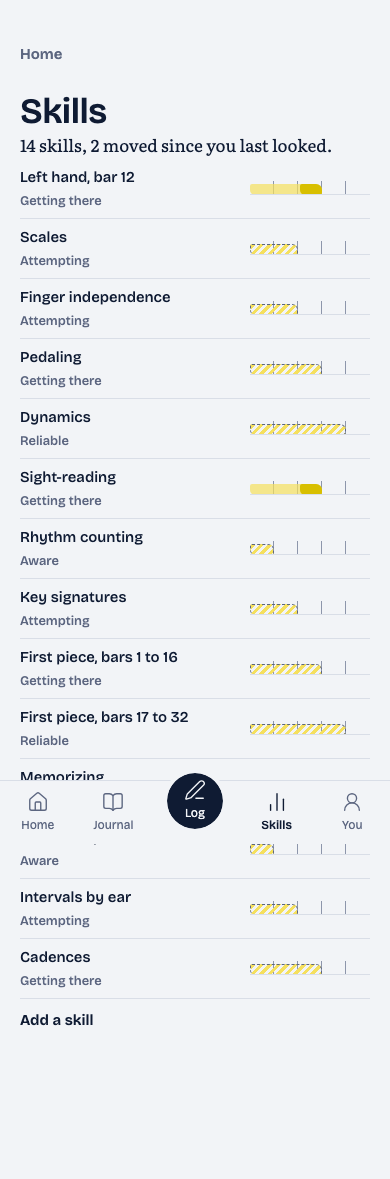 Home
Skills
14 skills, 2 moved since you last looked.
Left hand, bar 12
Getting there
Scales
Attempting
Finger independence
Attempting
Pedaling
Getting there
Dynamics
Reliable
Sight-reading
Getting there
Rhythm counting
Aware
Key signatures
Attempting
First piece, bars 1 to 16
Getting there
First piece, bars 17 to 32
Reliable
Memorizing
Home
Journal
Log
Skills
You
Aware
Intervals by ear
Attempting
Cadences
Getting there
Add a skill